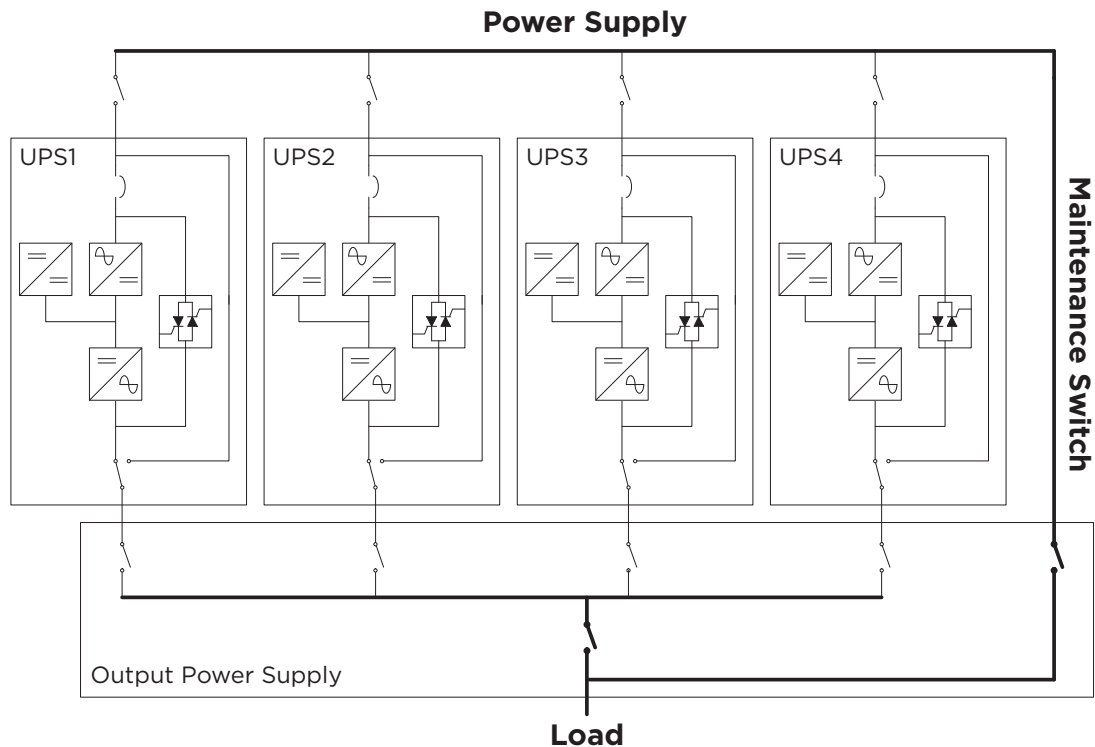 Power Supply
UPS1
UPS2
UPS3
UPS4
Maintenance Switch
Output Power Supply
Load